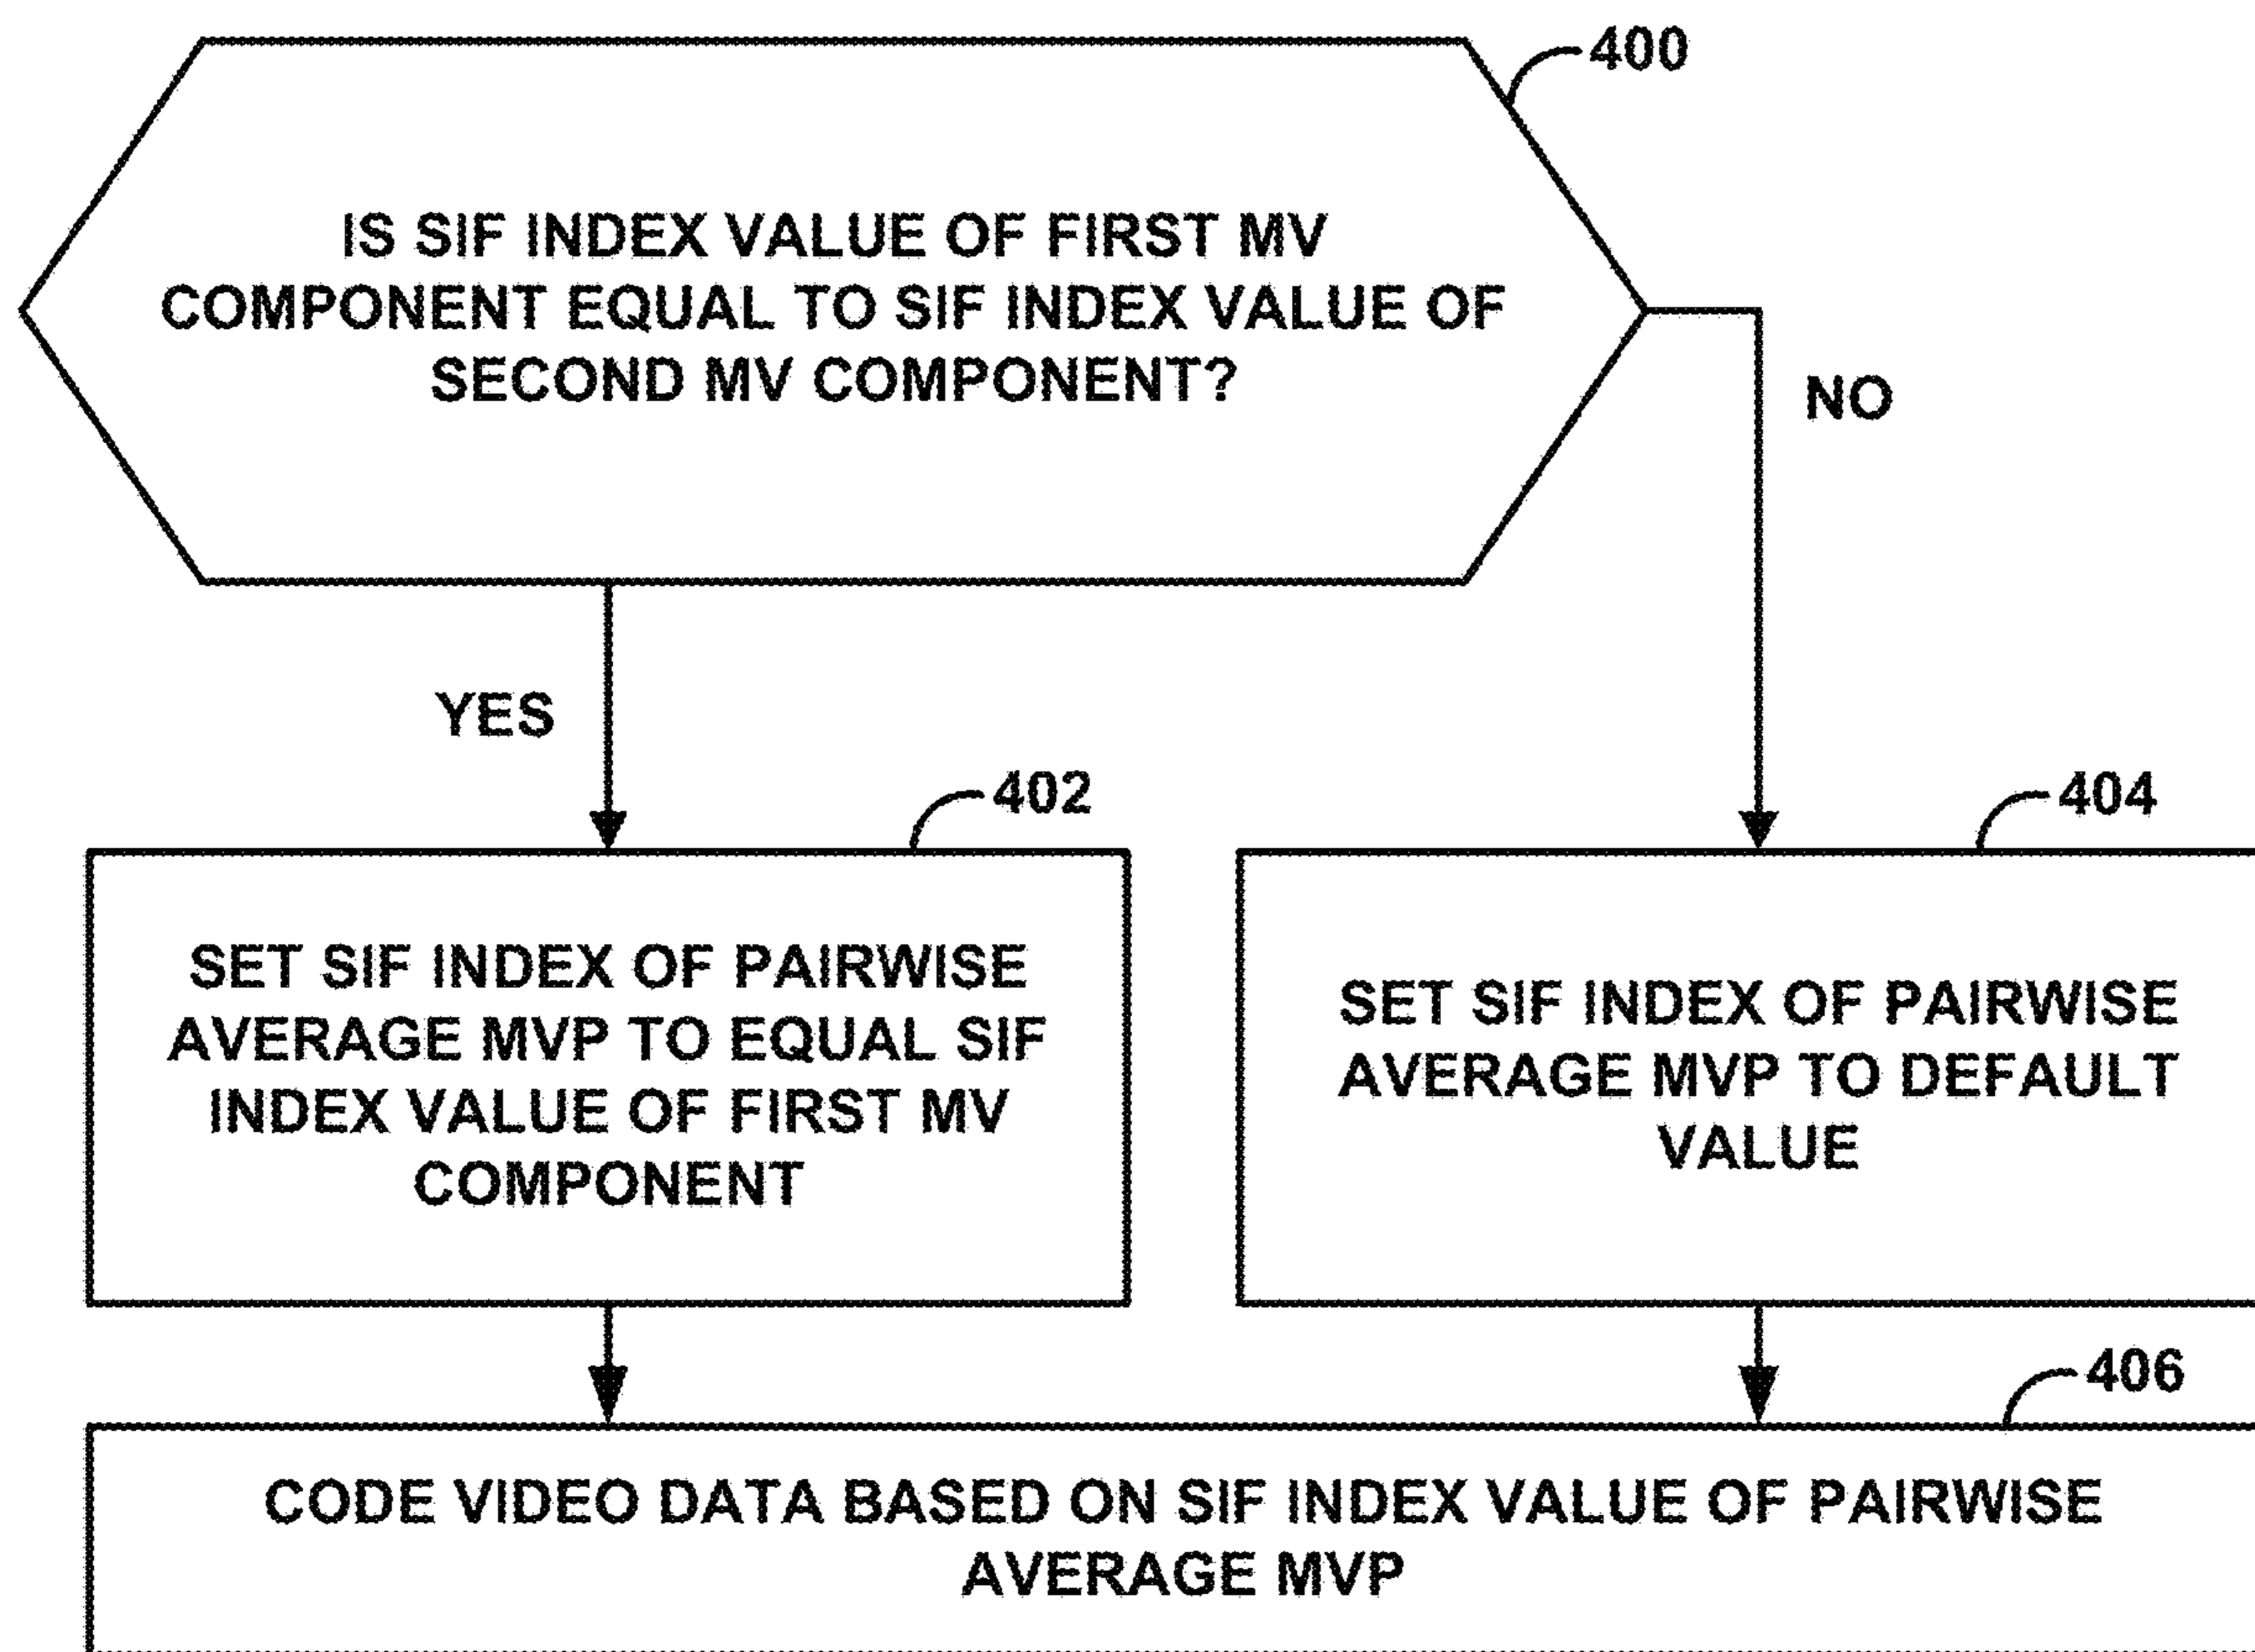 400
IS SIF INDEX VALUE OF FIRST MV
COMPONENT EQUAL TO SIF INDEX VALUE OF
SECOND MV COMPONENT?
NO
YES
402
404
SET SIF INDEX OF PAIRWISE
AVERAGE MVP TO EQUAL SIF
INDEX VALUE OF FIRST MV
COMPONENT
SET SIF INDEX OF PAIRWISE
AVERAGE MVP TO DEFAULT
VALUE
406
CODE VIDEO DATA BASED ON SIF INDEX VALUE OF PAIRWISE
AVERAGE MVP